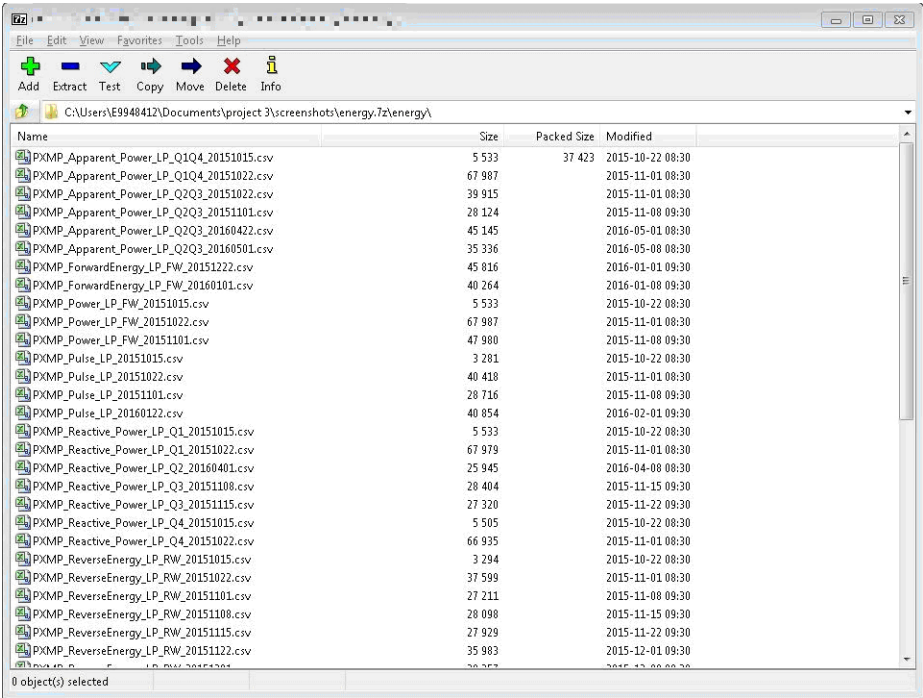 File Edit View Favorites Tools Help
Add Extract Test Copy Move Delete Info
C:\Users\E9948412\Documents\project 3\screenshots\energy.7z\energy\
Name Size Packed Size Modified
PXMP_Apparent_Power_LP_Q1Q4_20151015.csv 5 533 37 423 2015-10-22 08:30
PXMP_Apparent_Power_LP_Q1Q4_20151022.csv 67 987 2015-11-01 08:30
PXMP_Apparent_Power_LP_Q2Q3_20151022.csv 39 915 2015-11-01 08:30
PXMP_Apparent_Power_LP_Q2Q3_20151101.csv 28 124 2015-11-08 09:30
PXMP_Apparent_Power_LP_Q2Q3_20160422.csv 45 145 2016-05-01 08:30
PXMP_Apparent_Power_LP_Q2Q3_20160501.csv 35 336 2016-05-08 08:30
PXMP_ForwardEnergy_LP_FW_20151222.csv 45 816 2016-01-01 09:30
PXMP_ForwardEnergy_LP_FW_20160101.csv 40 264 2016-01-08 09:30
PXMP_Power_LP_FW_20151015.csv 5 533 2015-10-22 08:30
PXMP_Power_LP_FW_20151022.csv 67 987 2015-11-01 08:30
PXMP_Power_LP_FW_20151101.csv 47 980 2015-11-08 09:30
PXMP_Pulse_LP_20151015.csv 3 281 2015-10-22 08:30
PXMP_Pulse_LP_20151022.csv 40 418 2015-11-01 08:30
PXMP_Pulse_LP_20151101.csv 28 716 2015-11-08 09:30
PXMP_Pulse_LP_20160122.csv 40 854 2016-02-01 09:30
PXMP_Reactive_Power_LP_Q1_20151015.csv 5 533 2015-10-22 08:30
PXMP_Reactive_Power_LP_Q1_20151022.csv 67 979 2015-11-01 08:30
PXMP_Reactive_Power_LP_Q2_20160401.csv 25 945 2016-04-08 08:30
PXMP_Reactive_Power_LP_Q3_20151108.csv 28 404 2015-11-15 09:30
PXMP_Reactive_Power_LP_Q3_20151115.csv 27 320 2015-11-22 09:30
PXMP_Reactive_Power_LP_Q4_20151015.csv 5 505 2015-10-22 08:30
PXMP_Reactive_Power_LP_Q4_20151022.csv 66 935 2015-11-01 08:30
PXMP_ReverseEnergy_LP_RW_20151015.csv 3 294 2015-10-22 08:30
PXMP_ReverseEnergy_LP_RW_20151022.csv 37 599 2015-11-01 08:30
PXMP_ReverseEnergy_LP_RW_20151101.csv 27 211 2015-11-08 09:30
PXMP_ReverseEnergy_LP_RW_20151108.csv 28 098 2015-11-15 09:30
PXMP_ReverseEnergy_LP_RW_20151115.csv 27 929 2015-11-22 09:30
PXMP_ReverseEnergy_LP_RW_20151122.csv 35 983 2015-12-01 09:30
0 object(s) selected